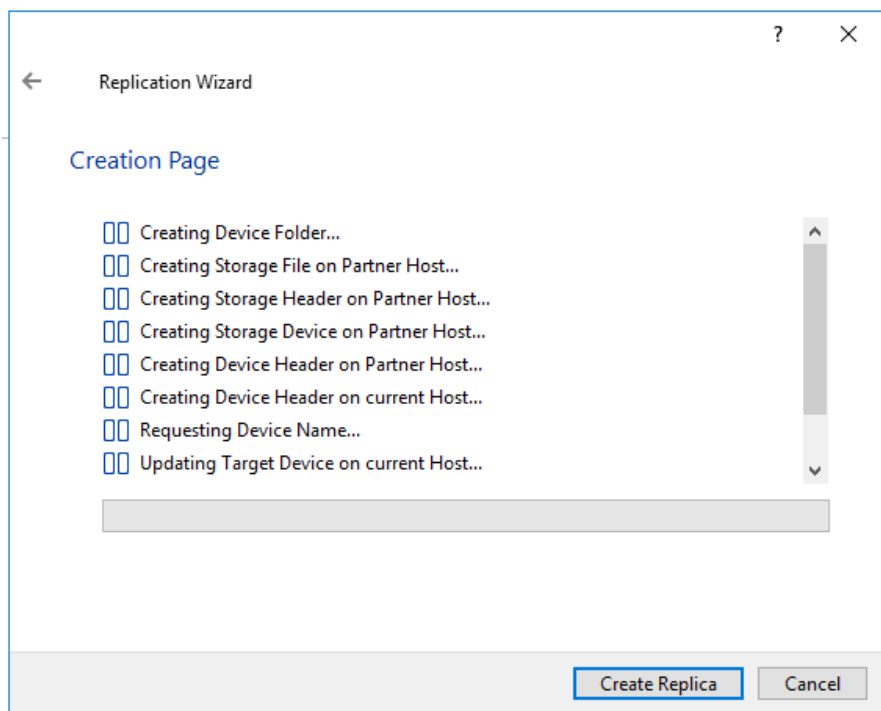 ?
Replication Wizard
Creation Page
Creating Device Folder...
Creating Storage File on Partner Host...
Creating Storage Header on Partner Host...
Creating Storage Device on Partner Host...
Creating Device Header on Partner Host...
Creating Device Header on current Host...
Requesting Device Name...
Updating Target Device on current Host...
Create Replica Cancel